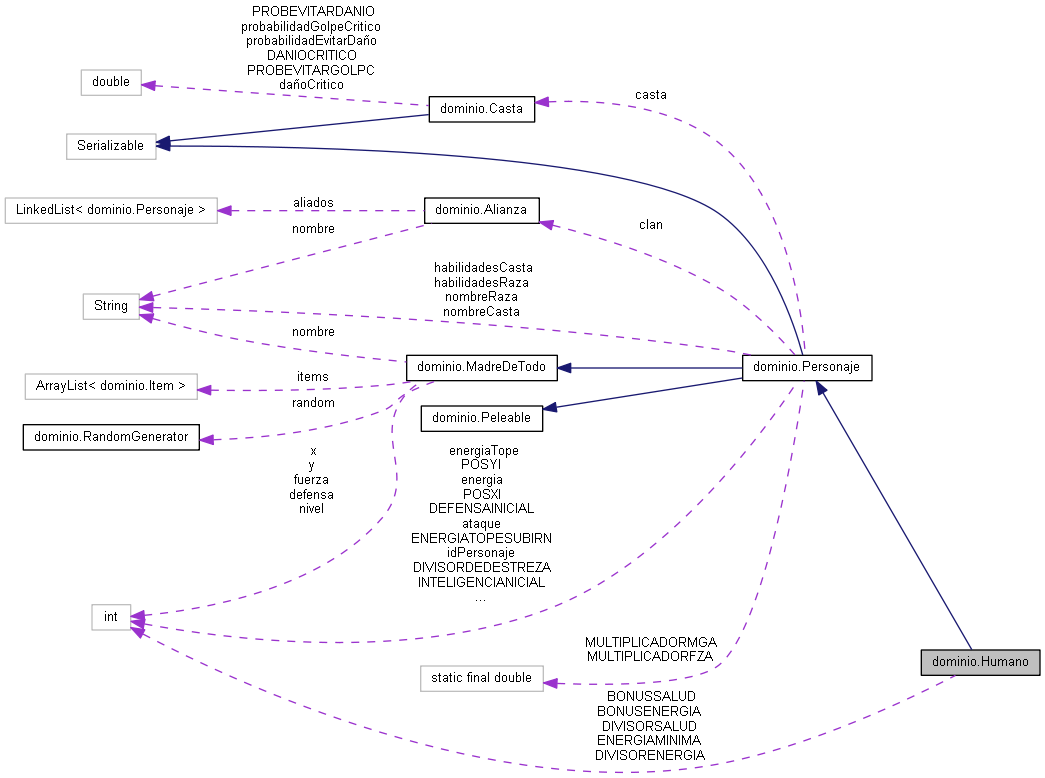 PROBEVITARDANIO
probabilidadGolpeCritico
probabilidadEvitarDaño
DANIOCRITICO
PROBEVITARGOLPC
dañoCritico
double
dominio.Casta
casta
Serializable
LinkedList< dominio.Personaje >
aliados
nombre
dominio.Alianza
clan
String
habilidadesCasta
habilidadesRaza
nombreRaza
nombreCasta
nombre
dominio.MadreDeTodo
dominio.Personaje
ArrayList< dominio.Item >
items
random
dominio.Peleable
dominio.RandomGenerator
x
y
fuerza
defensa
nivel
energiaTope
POSYI
energia
POSXI
DEFENSAINICIAL
ataque
ENERGIATOPESUBIRN
idPersonaje
DIVISORDEDESTREZA
INTELIGENCIANICIAL
...
int
MULTIPLICADORMGA
MULTIPLICADORFZA
static final double
dominio.Humano
BONUSSALUD
BONUSENERGIA
DIVISORSALUD
ENERGIAMINIMA
DIVISORENERGIA